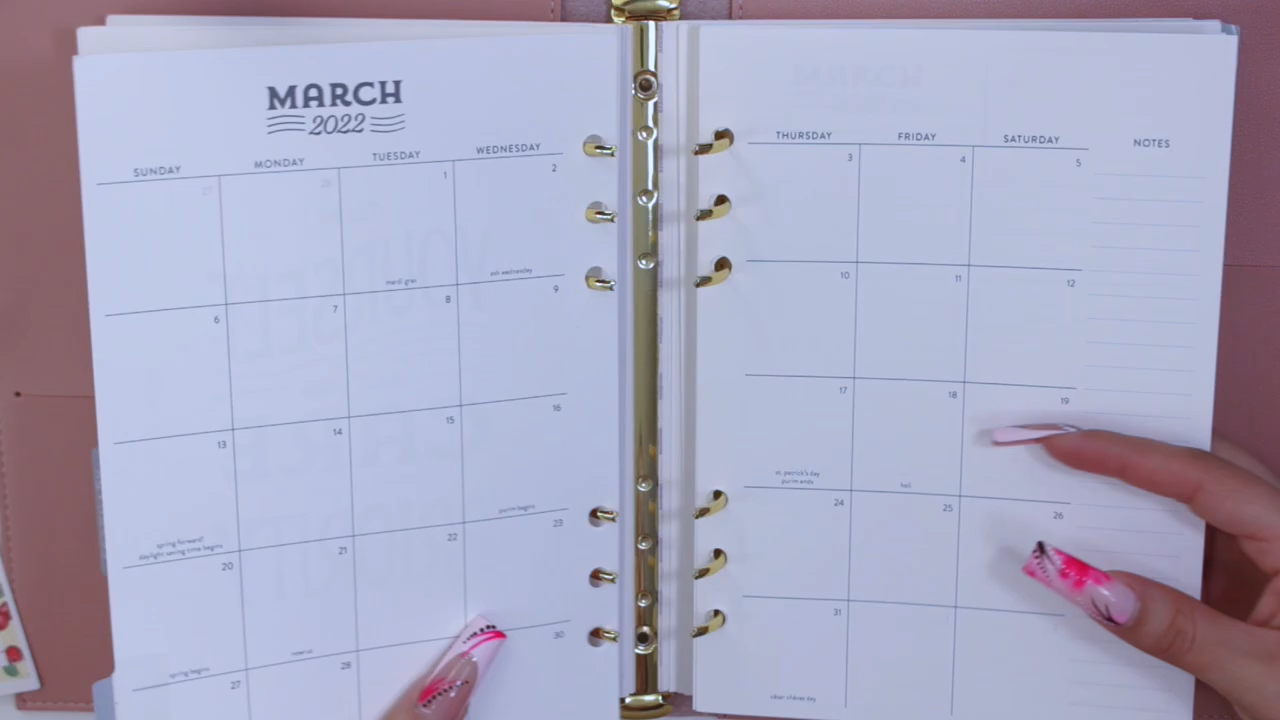 MARCH
2022
SUNDAY MONDAY TUESDAY WEDNESDAY
1 2
mardi gras ash wednesday
6 7 8 9
13 14 15 16
spring forward!
daylight saving time begins purim begins
20 21 22 23
spring begins nowruz
27 28 30
THURSDAY FRIDAY SATURDAY NOTES
3 4 5
10 11 12
17 18 19
st. patrick's day
purim ends holi
24 25 26
31
césar chávez day